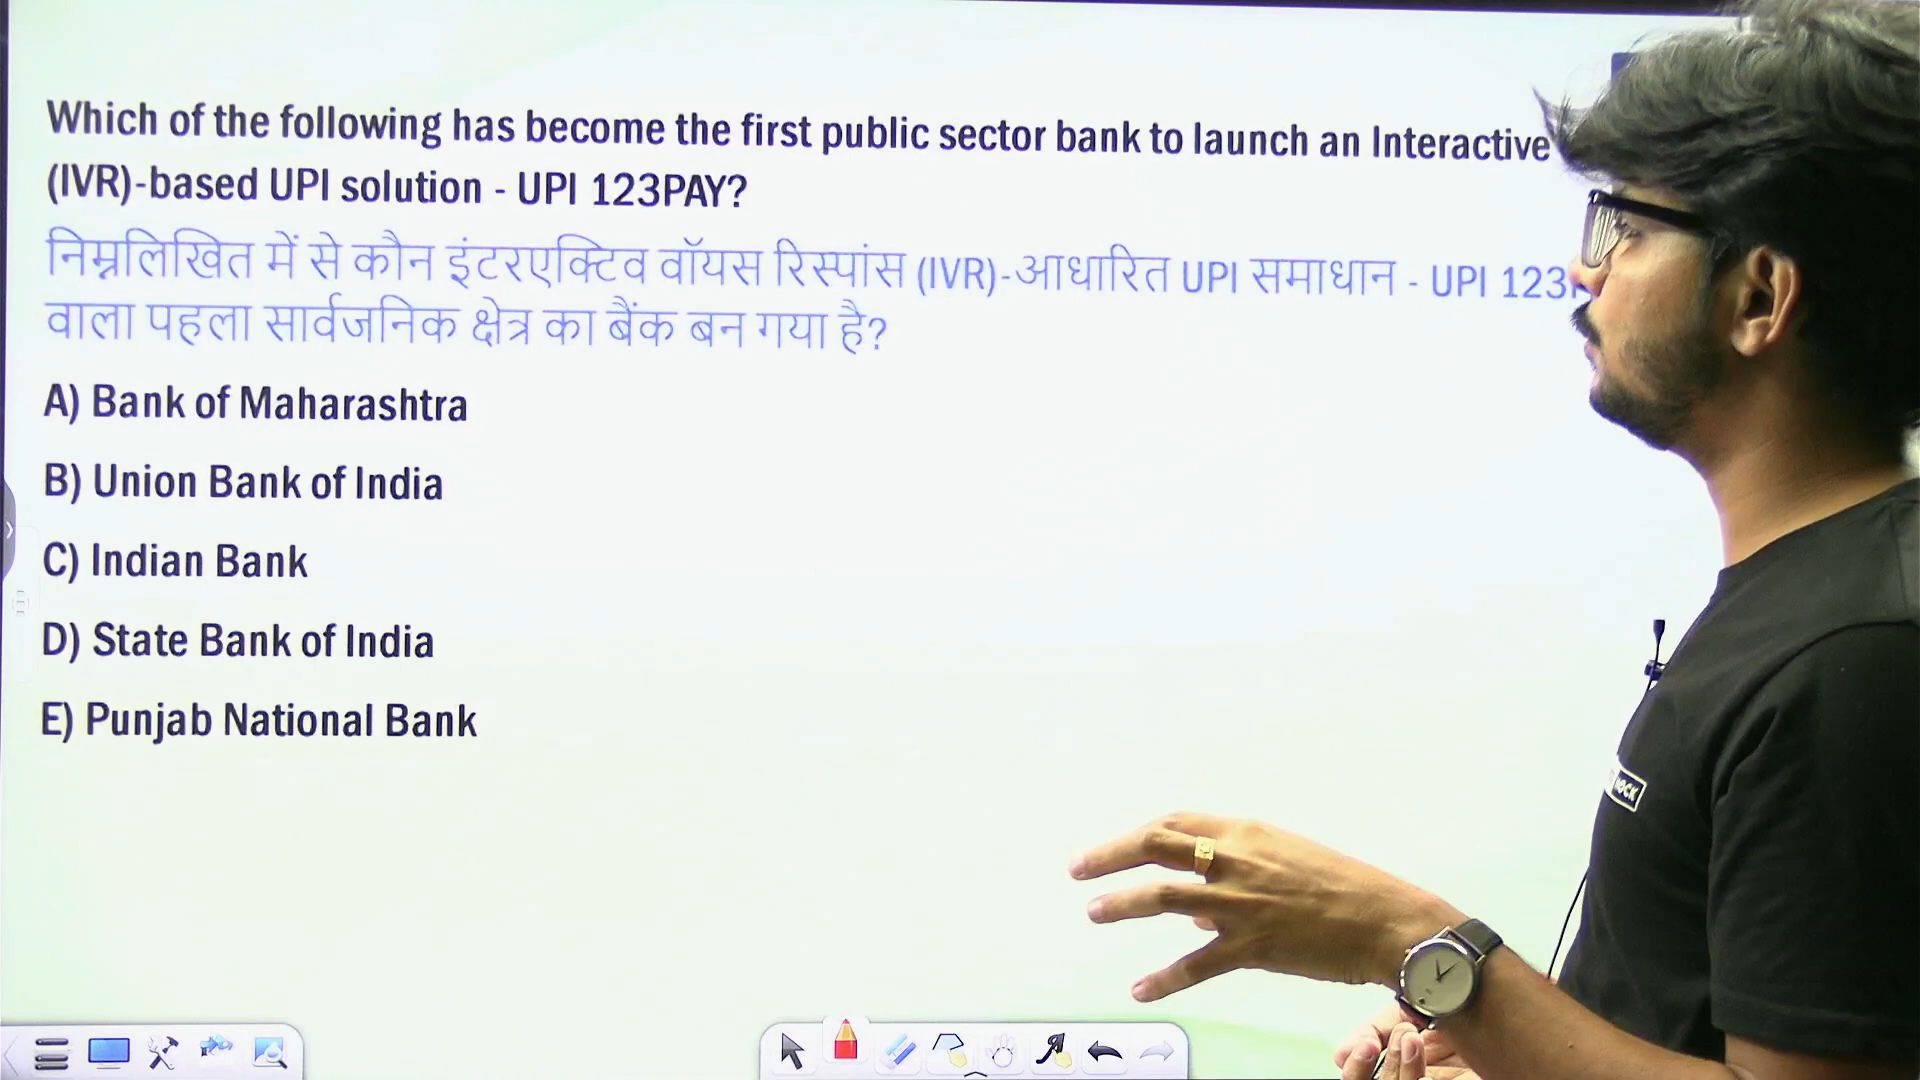 Which of the following has become the first public sector bank to launch an Interactive
(IVR)-based UPI solution - UPI 123PAY?
निम्नलिखित में से कौन इंटरएक्टिव वॉयस रिस्पांस (IVR)-आधारित UPI समाधान - UPI
वाला पहला सार्वजनिक क्षेत्र का बैंक बन गया है?
A) Bank of Maharashtra
B) Union Bank of India
C) Indian Bank
D) State Bank of India
E) Punjab National Bank